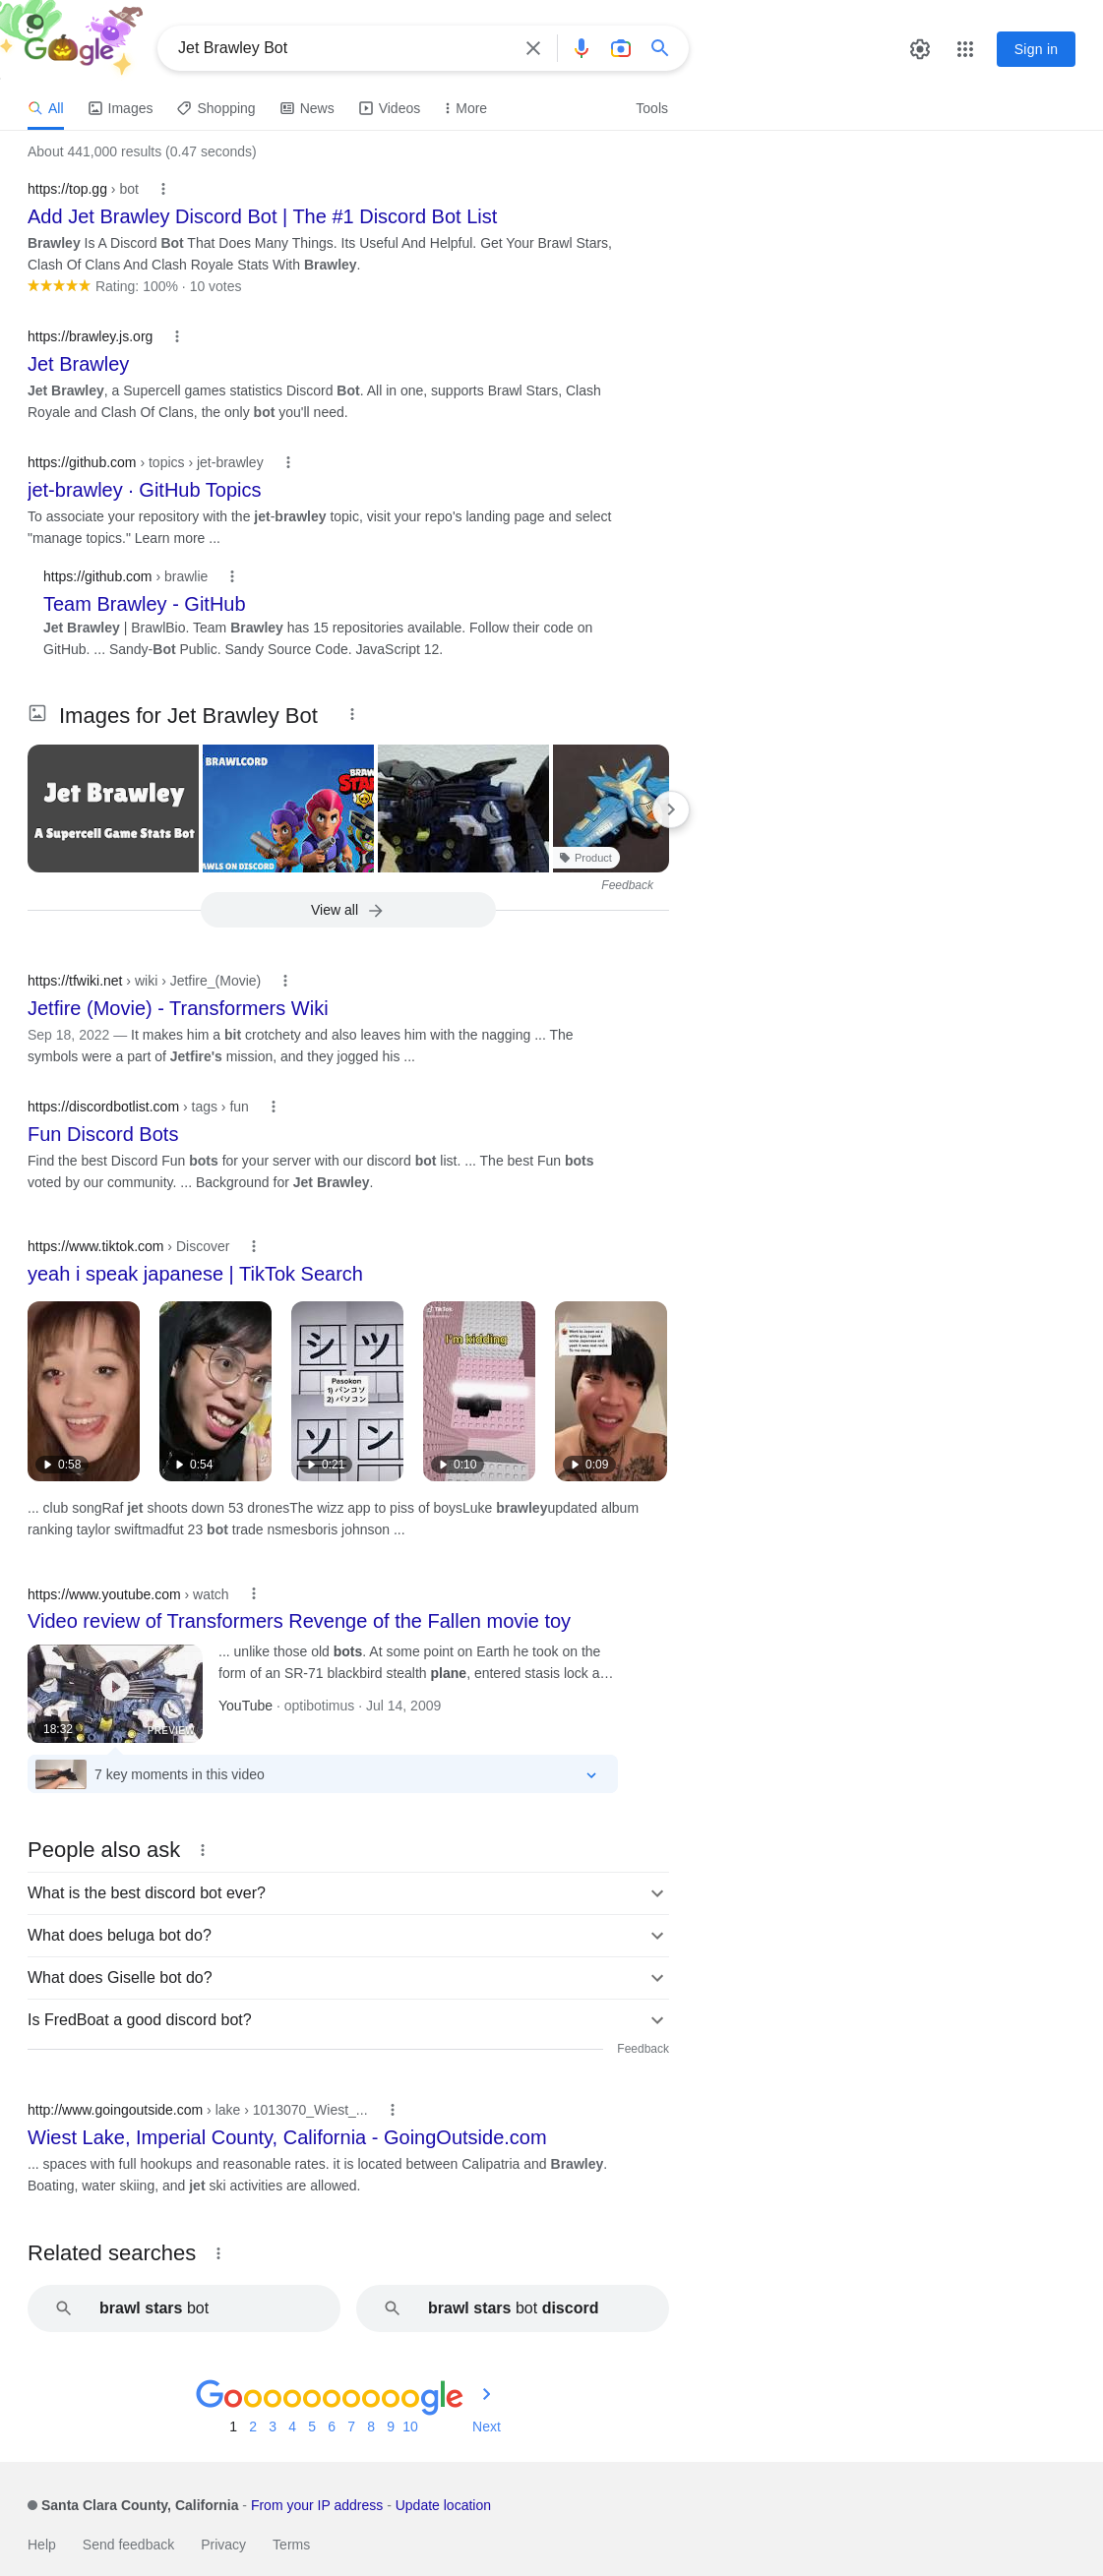 Google
Jet Brawley Bot
Sign in
All
Images
Shopping
News
Videos
More
Tools
About 441,000 results (0.47 seconds)
https://top.gg › bot
Add Jet Brawley Discord Bot | The #1 Discord Bot List
Brawley Is A Discord Bot That Does Many Things. Its Useful And Helpful. Get Your Brawl Stars,
Clash Of Clans And Clash Royale Stats With Brawley.
Rating: 100% · 10 votes
https://brawley.js.org
Jet Brawley
Jet Brawley, a Supercell games statistics Discord Bot. All in one, supports Brawl Stars, Clash
Royale and Clash Of Clans, the only bot you'll need.
https://github.com › topics › jet-brawley
jet-brawley · GitHub Topics
To associate your repository with the jet-brawley topic, visit your repo's landing page and select
"manage topics." Learn more ...
https://github.com › brawlie
Team Brawley - GitHub
Jet Brawley | BrawlBio. Team Brawley has 15 repositories available. Follow their code on
GitHub. ... Sandy-Bot Public. Sandy Source Code. JavaScript 12.
Images for Jet Brawley Bot
Jet Brawley
A Supercell Game Stats Bot
BRAWLCORD
BRAW
STA
AWLS ON DISCORD
Product
Feedback
View all
https://tfwiki.net › wiki › Jetfire_(Movie)
Jetfire (Movie) - Transformers Wiki
Sep 18, 2022 — It makes him a bit crotchety and also leaves him with the nagging ... The
symbols were a part of Jetfire's mission, and they jogged his ...
https://discordbotlist.com › tags › fun
Fun Discord Bots
Find the best Discord Fun bots for your server with our discord bot list. ... The best Fun bots
voted by our community. ... Background for Jet Brawley.
https://www.tiktok.com › Discover
yeah i speak japanese | TikTok Search
0:58
0:54
シ ツ
Pasokon
1) パンコソ
2) パソコン
ソ ン
0:21
TikTok
I'm kidding
0:10
0:09
... club songRaf jet shoots down 53 dronesThe wizz app to piss of boysLuke brawleyupdated album
ranking taylor swiftmadfut 23 bot trade nsmesboris johnson ...
https://www.youtube.com › watch
Video review of Transformers Revenge of the Fallen movie toy
18:32
PREVIEW
... unlike those old bots. At some point on Earth he took on the
form of an SR-71 blackbird stealth plane, entered stasis lock a…
YouTube · optibotimus · Jul 14, 2009
7 key moments in this video
People also ask
What is the best discord bot ever?
What does beluga bot do?
What does Giselle bot do?
Is FredBoat a good discord bot?
Feedback
http://www.goingoutside.com › lake › 1013070_Wiest_...
Wiest Lake, Imperial County, California - GoingOutside.com
... spaces with full hookups and reasonable rates. it is located between Calipatria and Brawley.
Boating, water skiing, and jet ski activities are allowed.
Related searches
brawl stars bot
brawl stars bot discord
Goooooooooogle
1 2 3 4 5 6 7 8 9 10 Next
Santa Clara County, California - From your IP address - Update location
Help Send feedback Privacy Terms